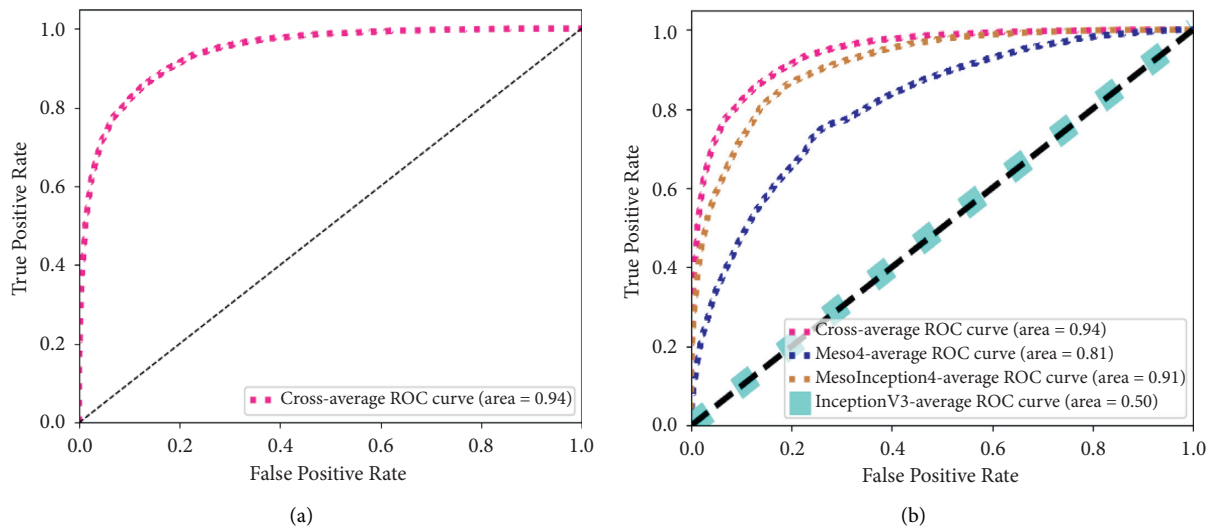 1.0
0.8
0.6
0.4
0.2
0.0
True Positive Rate
Cross-average ROC curve (area = 0.94)
0.0 0.2 0.4 0.6 0.8 1.0
False Positive Rate
(a)
1.0
0.8
0.6
0.4
0.2
0.0
True Positive Rate
Cross-average ROC curve (area = 0.94)
Meso4-average ROC curve (area = 0.81)
MesoInception4-average ROC curve (area = 0.91)
InceptionV3-average ROC curve (area = 0.50)
0.0 0.2 0.4 0.6 0.8 1.0
False Positive Rate
(b)